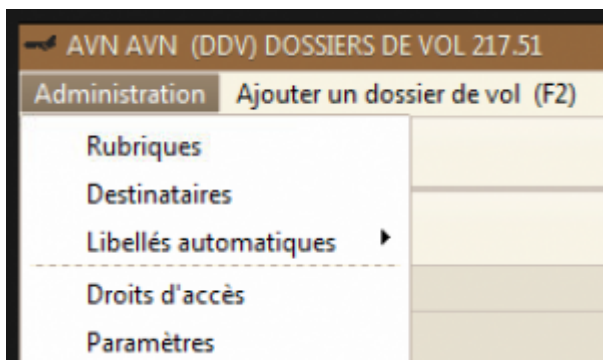 AVN AVN (DDV) DOSSIERS DE VOL 217.51
Administration Ajouter un dossier de vol (F2)
Rubriques
Destinataires
Libellés automatiques
Droits d'accès
Paramètres